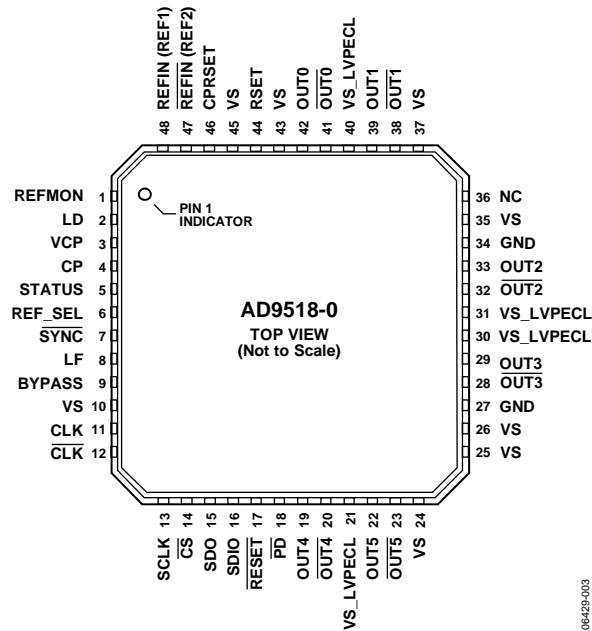 48 REFIN (REF1)
47 REFIN (REF2)
46 CPRSET
45 VS
44 RSET
43 VS
42 OUT0
41 OUT0
40 VS_LVPECL
39 OUT1
38 OUT1
37 VS
REFMON 1
LD 2
VCP 3
CP 4
STATUS 5
REF_SEL 6
SYNC 7
LF 8
BYPASS 9
VS 10
CLK 11
CLK 12
PIN 1
INDICATOR
AD9518-0
TOP VIEW
(Not to Scale)
36 NC
35 VS
34 GND
33 OUT2
32 OUT2
31 VS_LVPECL
30 VS_LVPECL
29 OUT3
28 OUT3
27 GND
26 VS
25 VS
SCLK 13
CS 14
SDO 15
SDIO 16
RESET 17
PD 18
OUT4 19
OUT4 20
VS_LVPECL 21
OUT5 22
OUT5 23
VS 24
06429-003